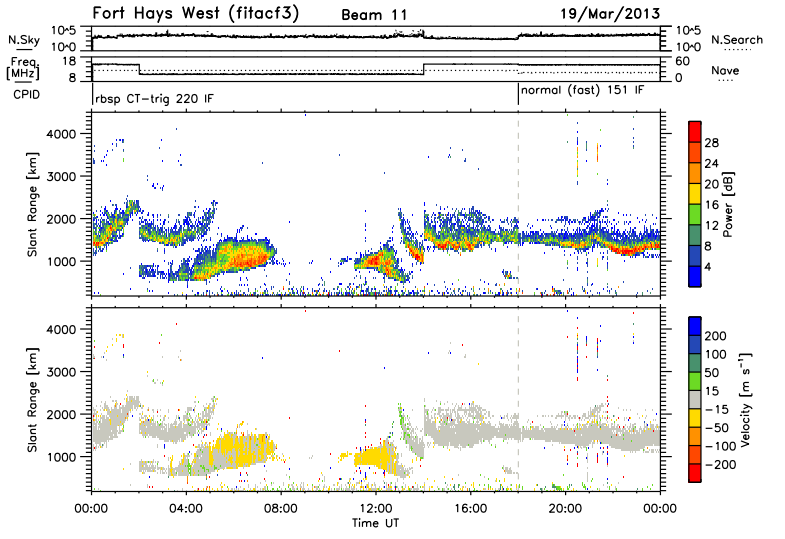 Fort Hays West (fitacf3) Beam 11 19/Mar/2013
N.Sky 10^5 10^0 10^5 10^0 N.Search
Freq. [MHz] 18 8 60 0 Nave
CPID rbsp CT-trig 220 IF normal (fast) 151 IF
Slant Range [km] 4000 3000 2000 1000
28 24 20 16 12 8 4 Power [dB]
Slant Range [km] 4000 3000 2000 1000
200 100 50 15 -15 -50 -100 -200 Velocity [m s⁻¹]
00:00 04:00 08:00 12:00 16:00 20:00 00:00
Time UT